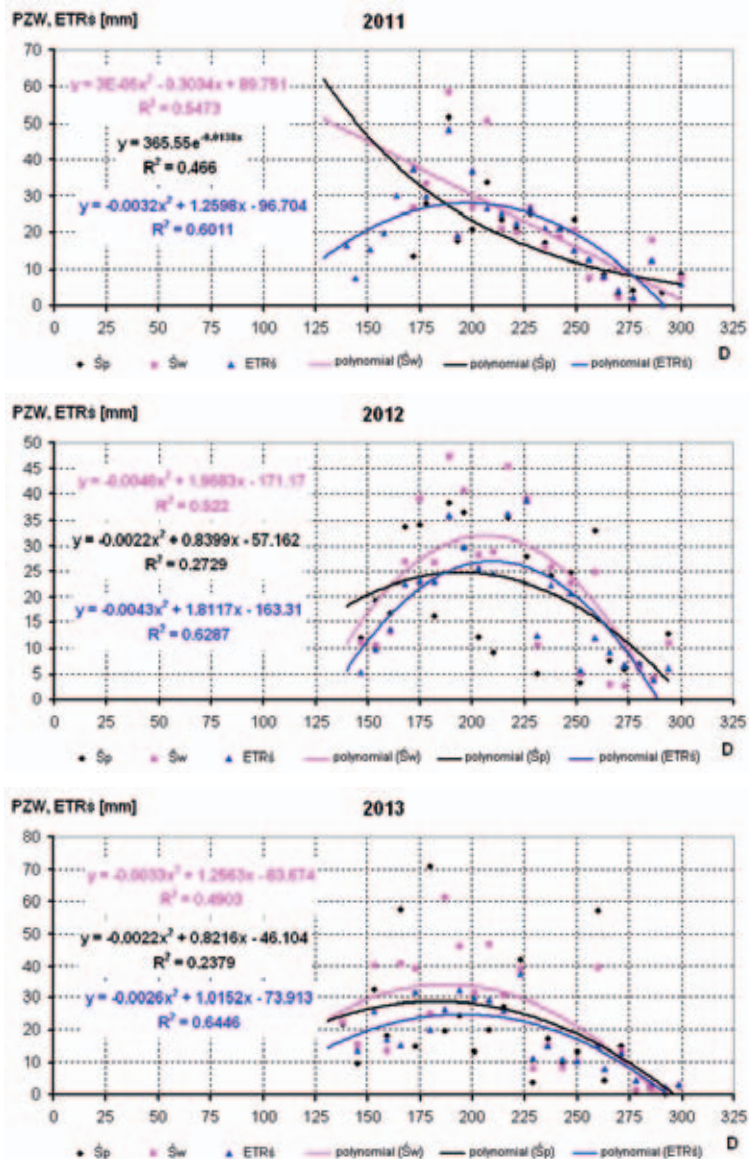 PZW, ETRś [mm] 2011
70
60
50
40
30
20
10
0
y = 3E-05x² - 0.3034x + 89.751
R² = 0.5473
y = 365.55e^-0.0138x
R² = 0.466
y = -0.0032x² + 1.2598x - 96.704
R² = 0.6011
0 25 50 75 100 125 150 175 200 225 250 275 300 325
D
Śp Św ETRś polynomial (Św) polynomial (Śp) polynomial (ETRś)
PZW, ETRś [mm] 2012
50
45
40
35
30
25
20
15
10
5
0
y = -0.0046x² + 1.9683x - 171.17
R² = 0.522
y = -0.0022x² + 0.8399x - 57.162
R² = 0.2729
y = -0.0043x² + 1.8117x - 163.31
R² = 0.6287
0 25 50 75 100 125 150 175 200 225 250 275 300 325
D
Śp Św ETRś polynomial (Św) polynomial (Śp) polynomial (ETRś)
PZW, ETRś [mm] 2013
80
70
60
50
40
30
20
10
0
y = -0.0033x² + 1.2563x - 83.674
R² = 0.4903
y = -0.0022x² + 0.8216x - 46.104
R² = 0.2379
y = -0.0026x² + 1.0152x - 73.913
R² = 0.6446
0 25 50 75 100 125 150 175 200 225 250 275 300 325
D
Śp Św ETRś polynomial (Św) polynomial (Śp) polynomial (ETRś)